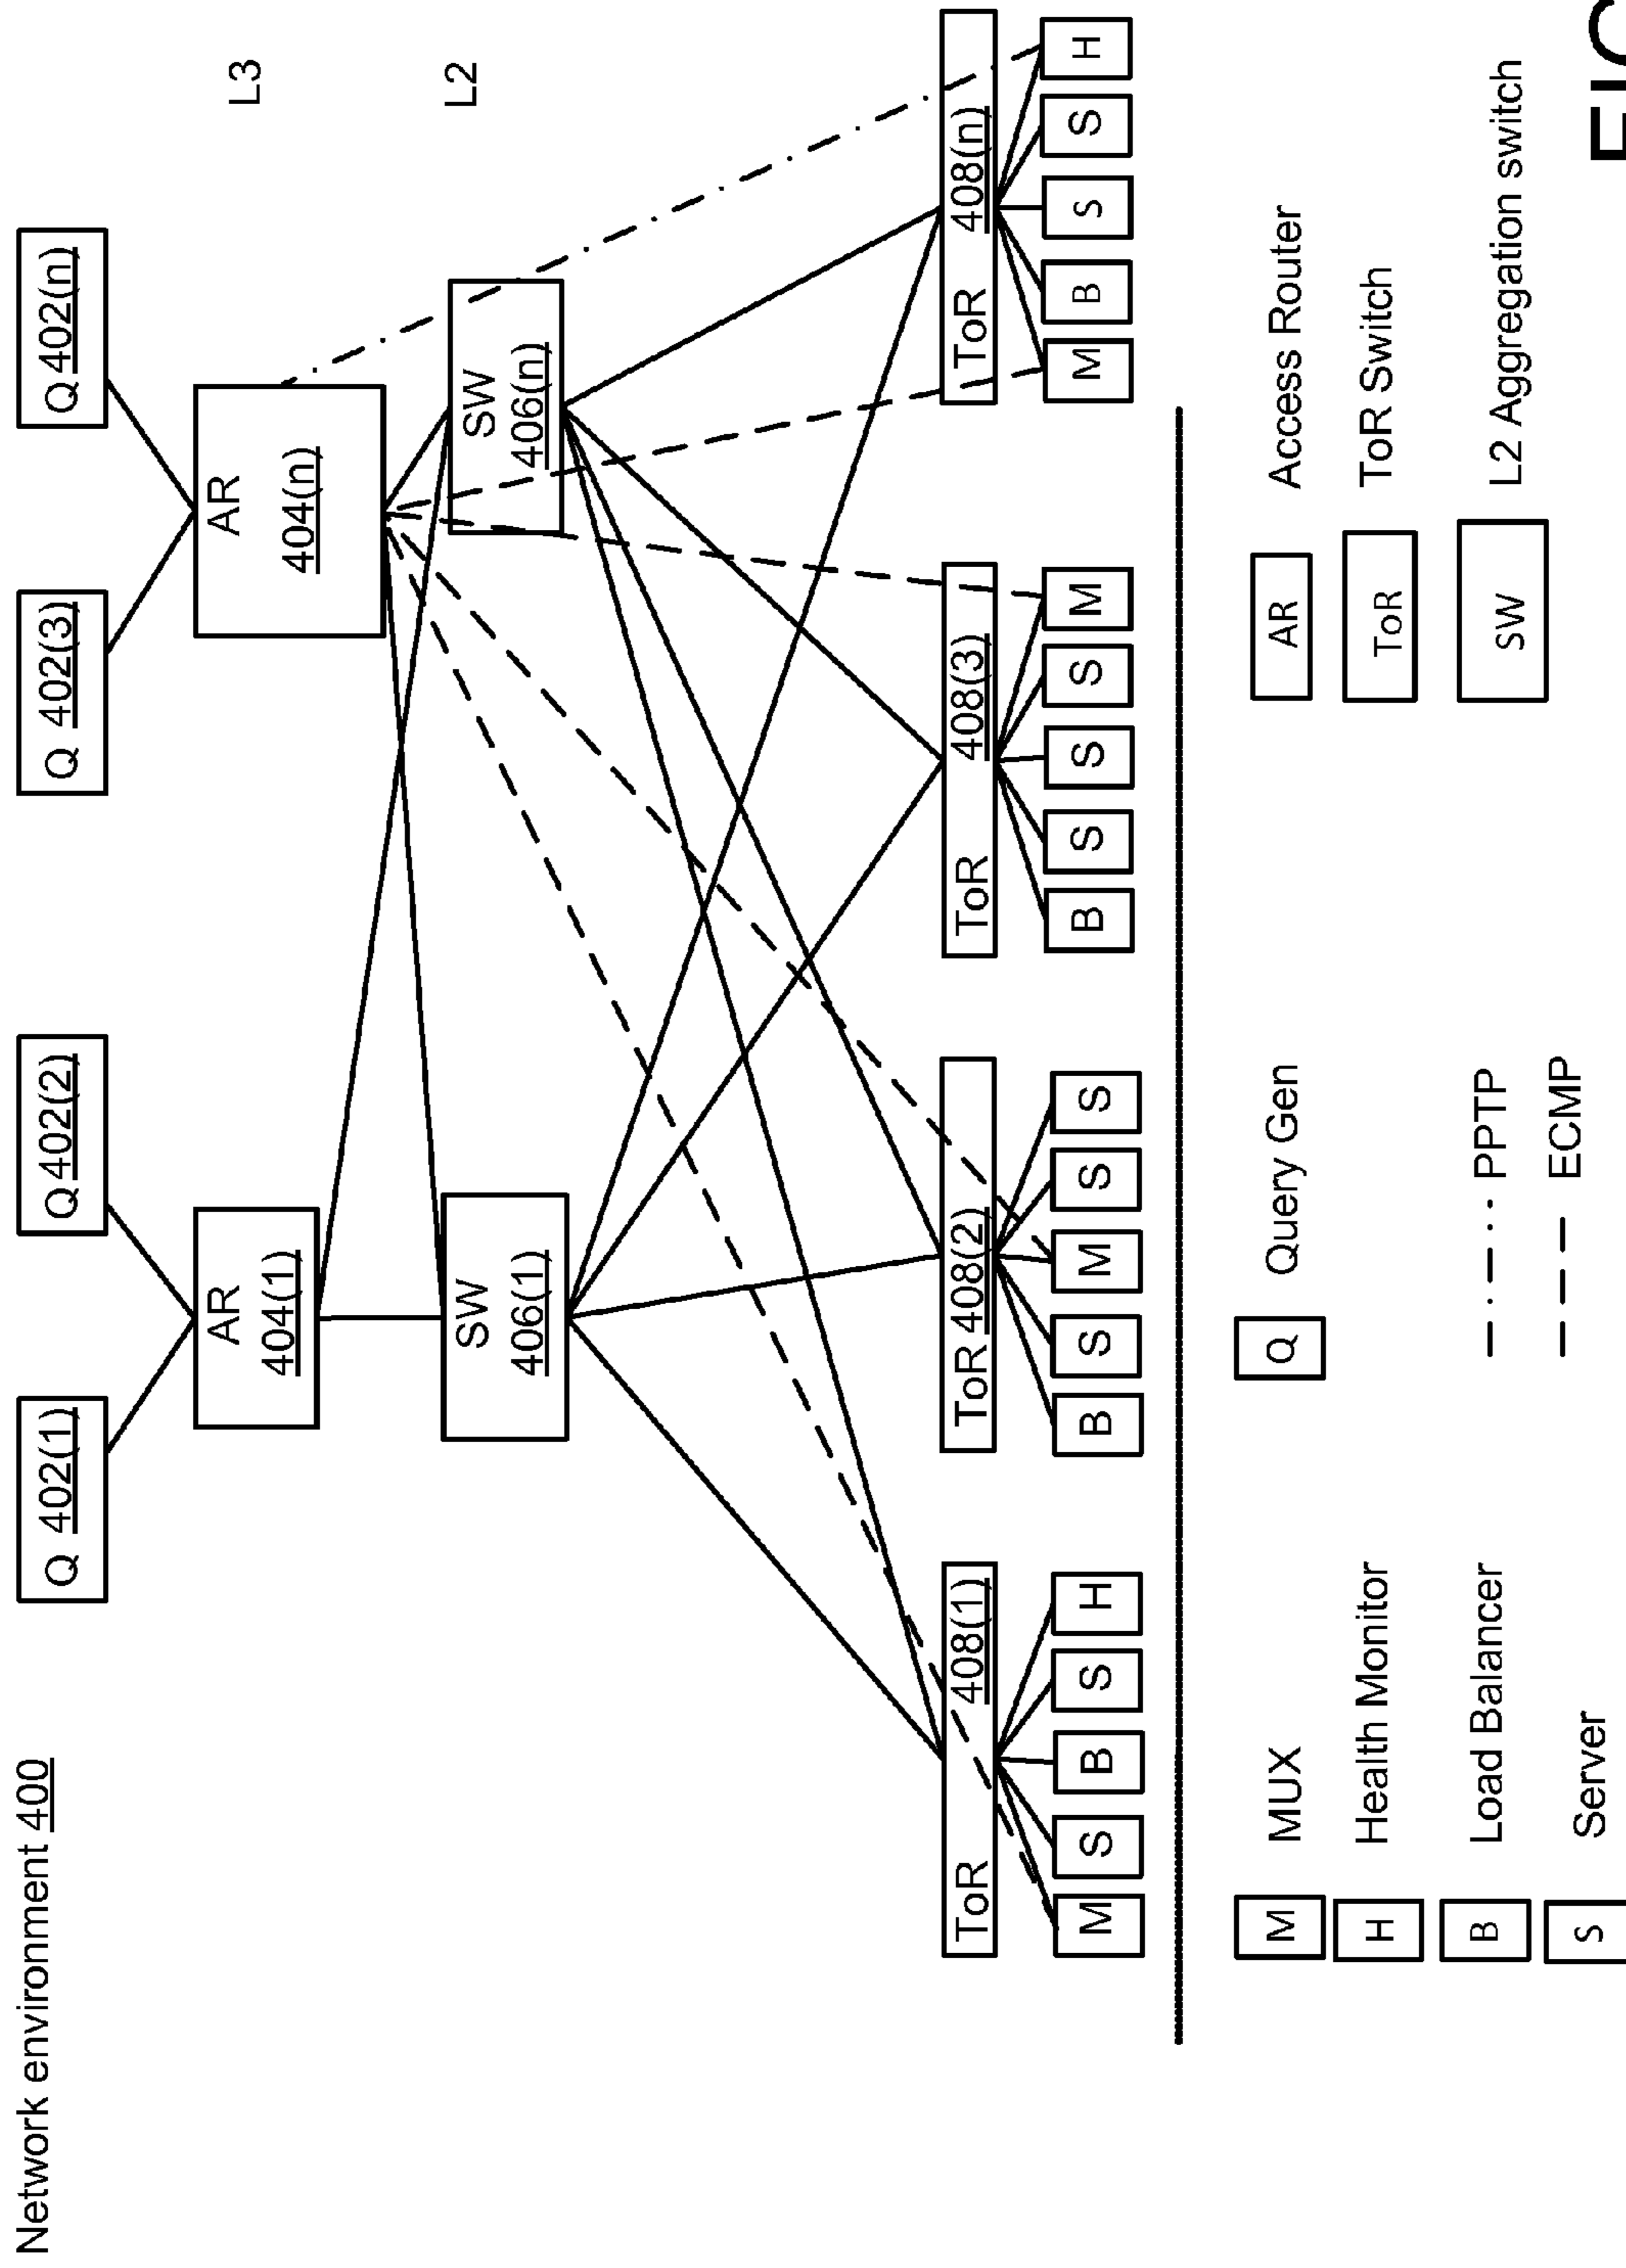 Network environment 400
Q 402(1)
Q 402(2)
Q 402(3)
Q 402(n)
AR 404(1)
AR 404(n)
L3
SW 406(1)
SW 406(n)
L2
ToR 408(1)
ToR 408(2)
ToR 408(3)
ToR 408(n)
M S B S H
B S M S S
B S S S M
M B S S H
M MUX
H Health Monitor
B Load Balancer
S Server
Q Query Gen
PPTP
ECMP
AR Access Router
ToR ToR Switch
SW L2 Aggregation switch